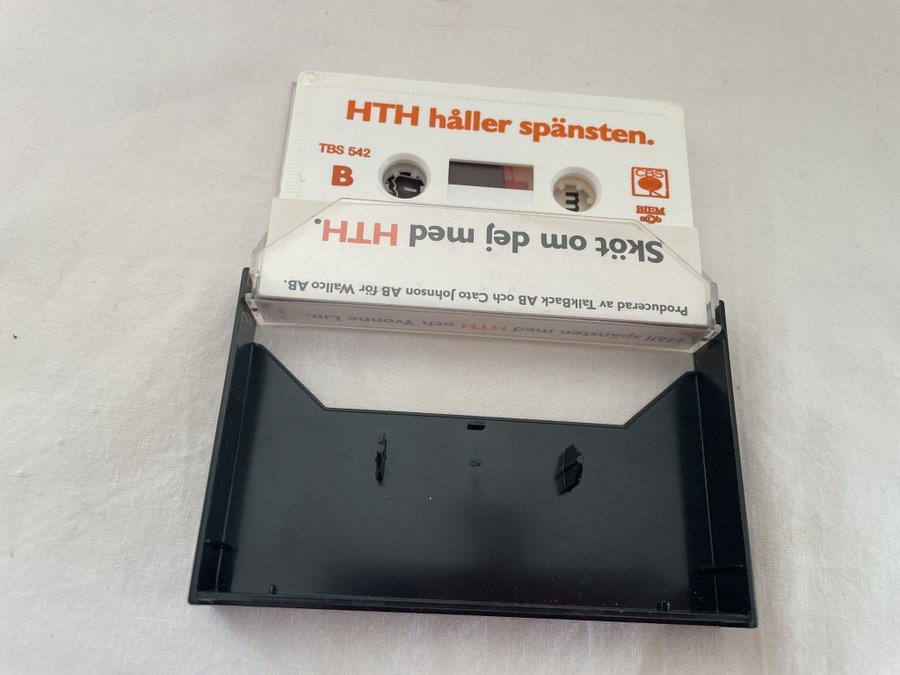 HTH håller spänsten.
TBS 542
B
CBS
BIEM
Sköt om dej med HTH.
Producerad av TalkBack AB och Cato Johnson AB för Wallco AB.
Håll spänsten med HTH och Yvonne Lin.
ICM